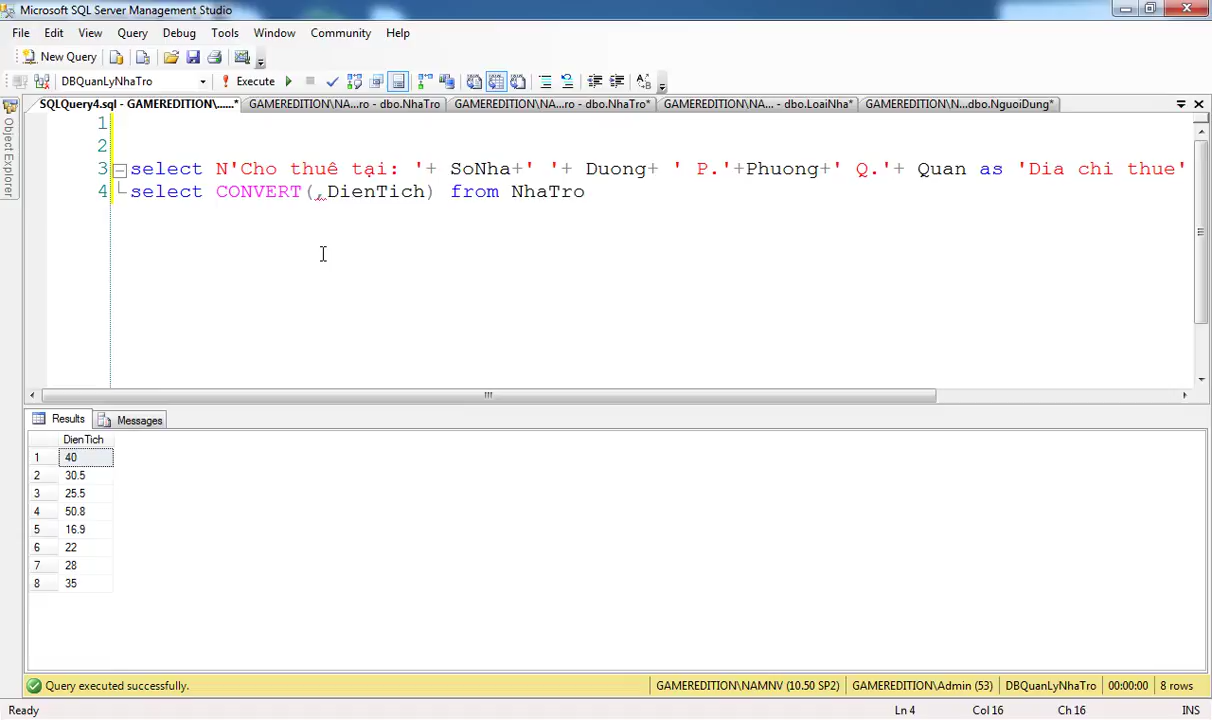 Microsoft SQL Server Management Studio
File Edit View Query Debug Tools Window Community Help
New Query
DBQuanLyNhaTro Execute
SQLQuery4.sql - GAMEREDITION\......* GAMEREDITION\NA...ro - dbo.NhaTro GAMEREDITION\NA...ro - dbo.NhaTro* GAMEREDITION\NA... - dbo.LoaiNha* GAMEREDITION\N...dbo.NguoiDung*
Object Explorer
1
2
3 select N'Cho thuê tại: '+ SoNha+' '+ Duong+ ' P.'+Phuong+' Q.'+ Quan as 'Dia chi thue'
4 select CONVERT(,DienTich) from NhaTro
Results Messages
DienTich
1 40
2 30.5
3 25.5
4 50.8
5 16.9
6 22
7 28
8 35
Query executed successfully. GAMEREDITION\NAMNV (10.50 SP2) GAMEREDITION\Admin (53) DBQuanLyNhaTro 00:00:00 8 rows
Ready Ln 4 Col 16 Ch 16 INS